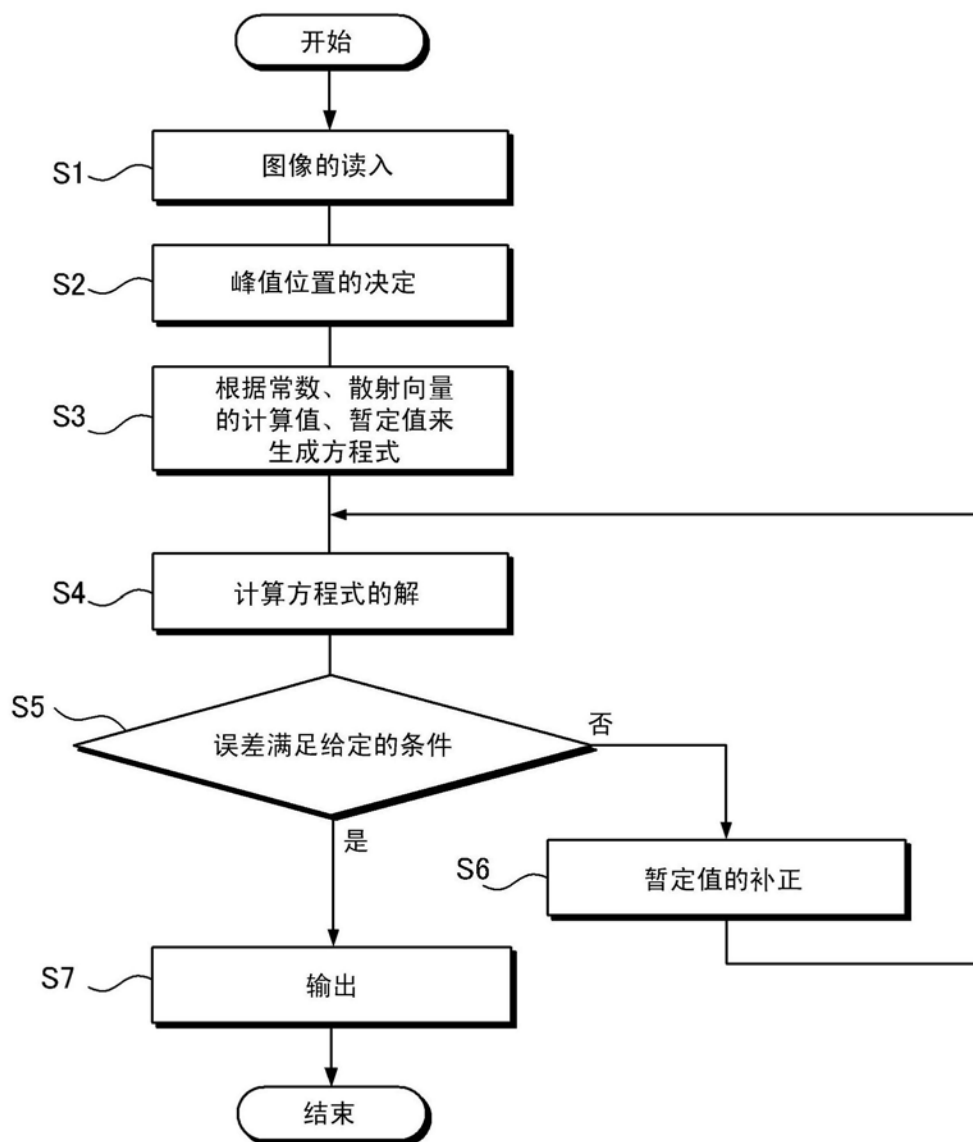 开始
S1
图像的读入
S2
峰值位置的决定
S3
根据常数、散射向量
的计算值、暂定值来
生成方程式
S4
计算方程式的解
S5
误差满足给定的条件
否
是
S6
暂定值的补正
S7
输出
结束